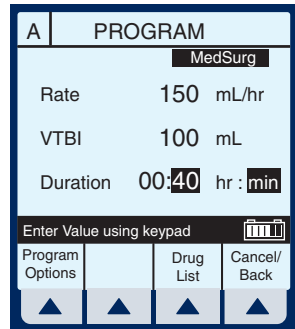 A PROGRAM
MedSurg
Rate 150 mL/hr
VTBI 100 mL
Duration 00:40 hr : min
Enter Value using keypad
Program Options Drug List Cancel/ Back